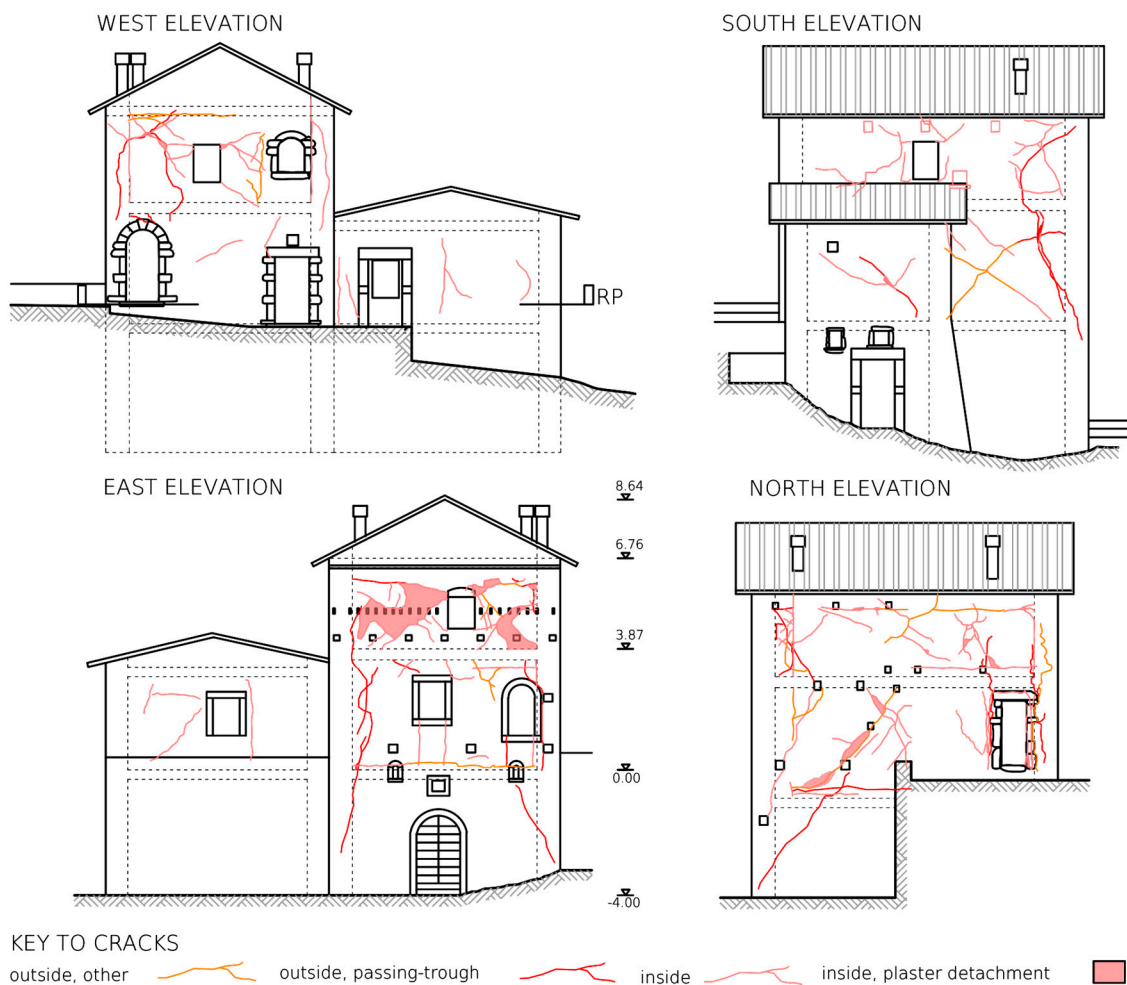 WEST ELEVATION
SOUTH ELEVATION
RP
EAST ELEVATION
8.64
6.76
3.87
0.00
-4.00
NORTH ELEVATION
KEY TO CRACKS
outside, other
outside, passing-trough
inside
inside, plaster detachment